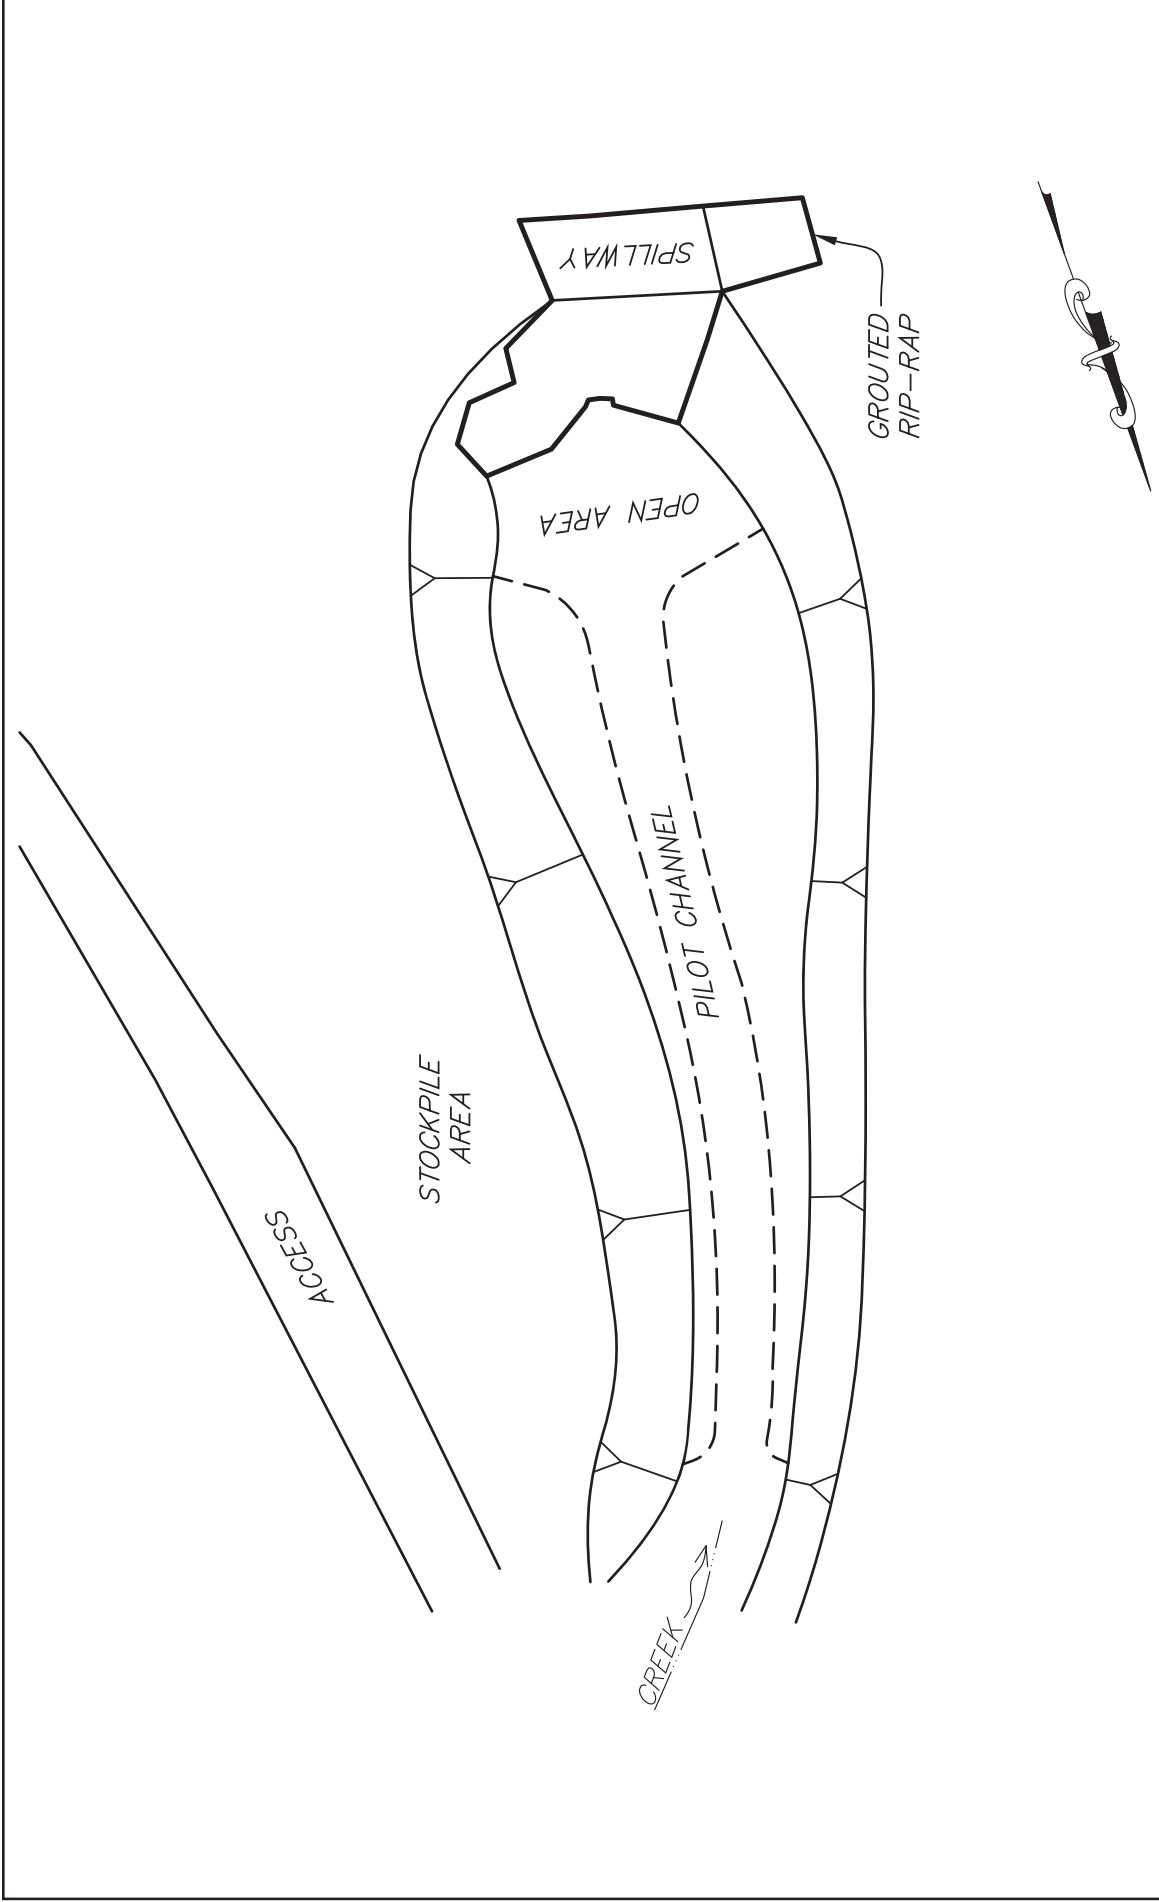 SPILLWAY
GROUTED
RIP-RAP
OPEN AREA
PILOT CHANNEL
STOCKPILE
AREA
ACCESS
CREEK